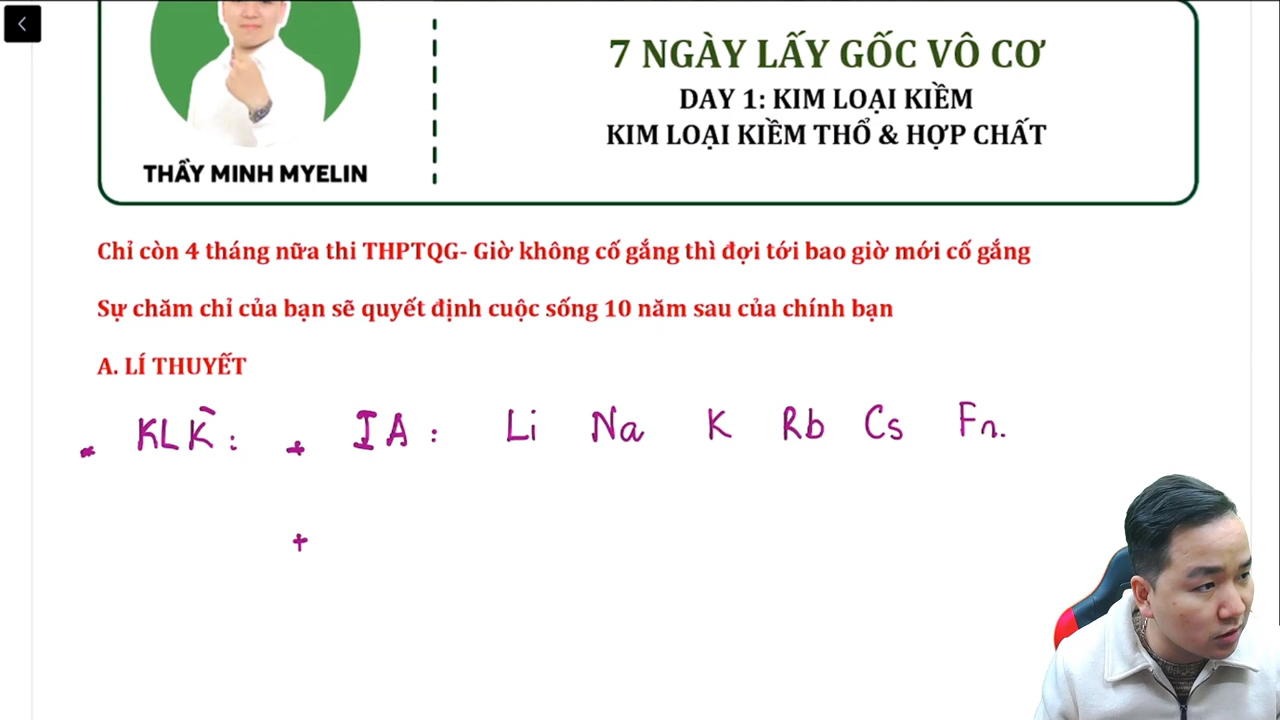 7 NGÀY LẤY GỐC VÔ CƠ
DAY 1: KIM LOẠI KIỀM
KIM LOẠI KIỀM THỔ & HỢP CHẤT
THẦY MINH MYELIN
Chỉ còn 4 tháng nữa thi THPTQG- Giờ không cố gắng thì đợi tới bao giờ mới cố gắng
Sự chăm chỉ của bạn sẽ quyết định cuộc sống 10 năm sau của chính bạn
A. LÍ THUYẾT
* KLK̀: + IA: Li Na K Rb Cs Fr.
+